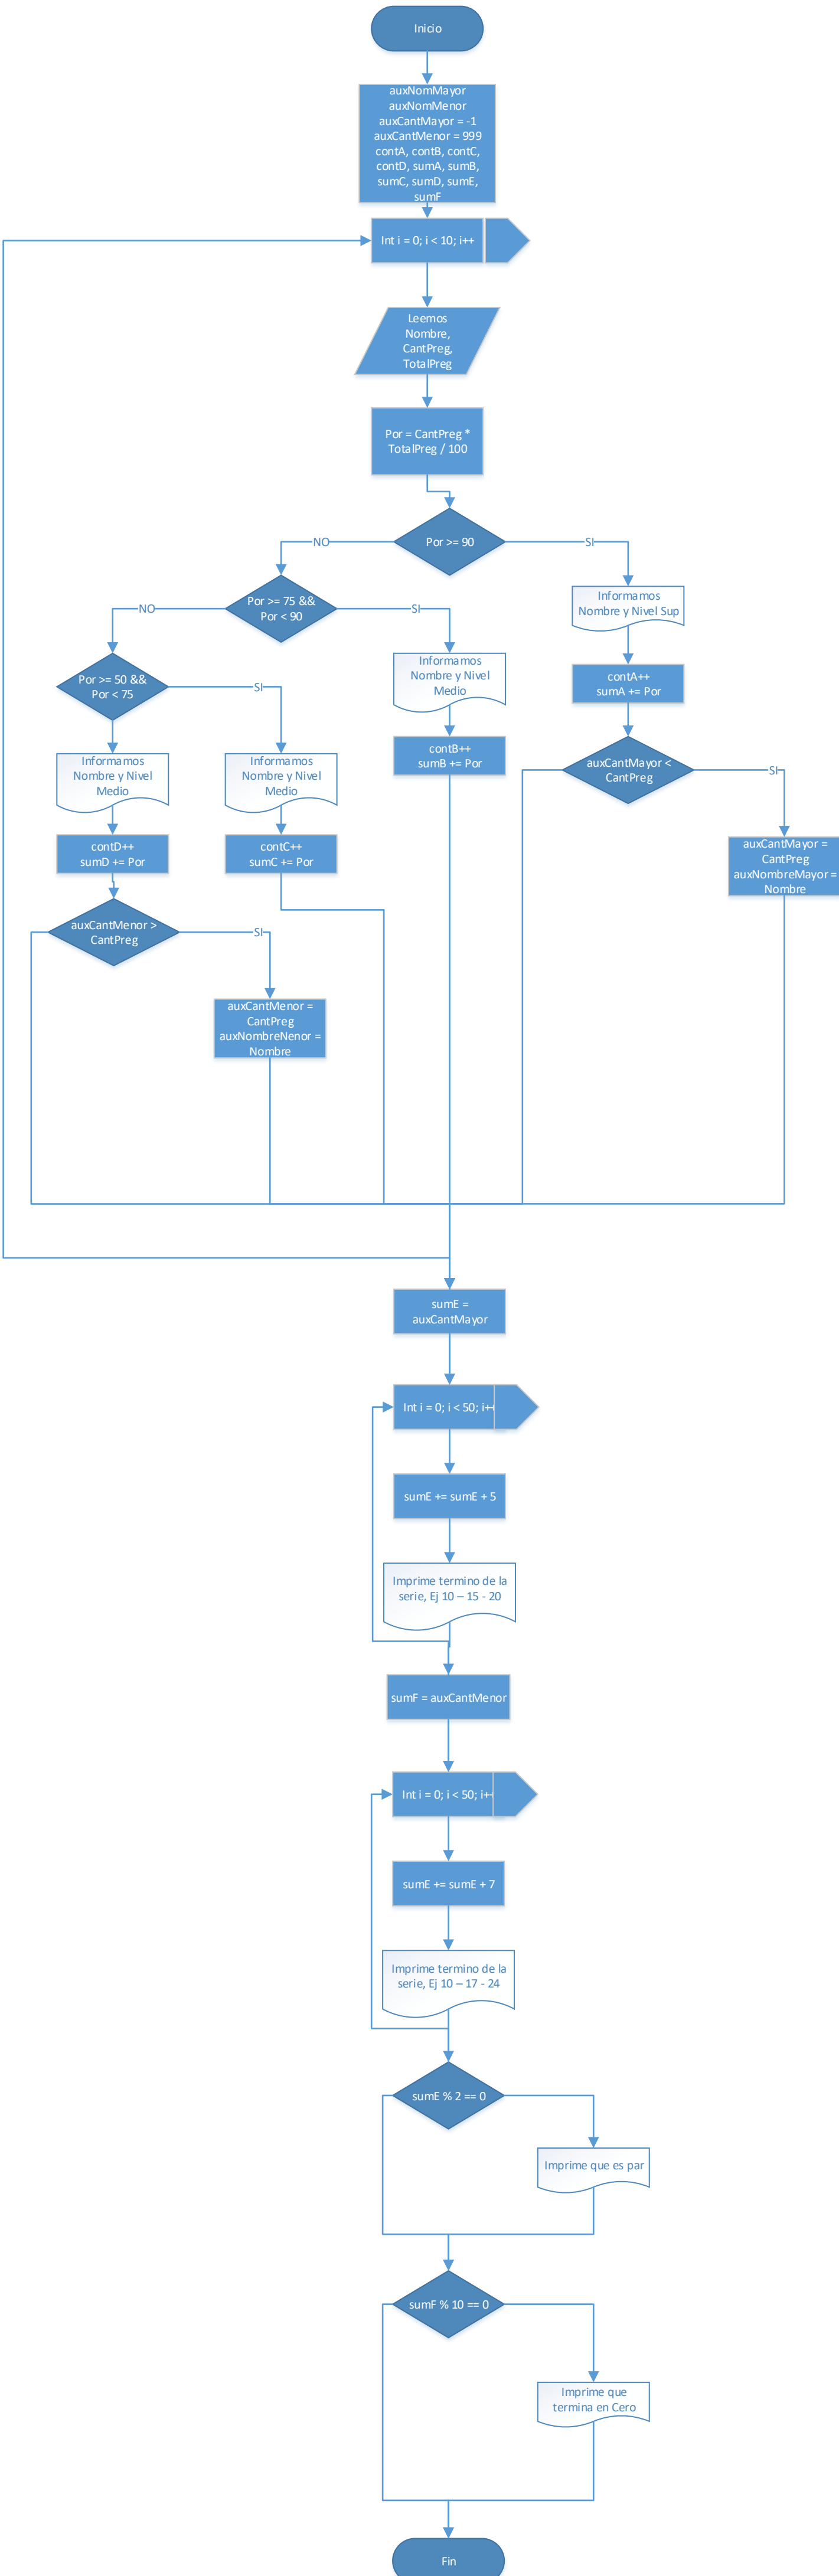 Inicio
auxNomMayor
auxNomMenor
auxCantMayor = -1
auxCantMenor = 999
contA, contB, contC,
contD, sumA, sumB,
sumC, sumD, sumE,
sumF
Int i = 0; i < 10; i++
Leemos
Nombre,
CantPreg,
TotalPreg
Por = CantPreg *
TotalPreg / 100
Por >= 90
NO
SI
Por >= 75 &&
Por < 90
NO
SI
Informamos
Nombre y Nivel Sup
Informamos
Nombre y Nivel
Medio
Por >= 50 &&
Por < 75
SI
contA++
sumA += Por
contB++
sumB += Por
auxCantMayor <
CantPreg
SI
Informamos
Nombre y Nivel
Medio
Informamos
Nombre y Nivel
Medio
contD++
sumD += Por
contC++
sumC += Por
auxCantMayor =
CantPreg
auxNombreMayor =
Nombre
auxCantMenor >
CantPreg
SI
auxCantMenor =
CantPreg
auxNombreNenor =
Nombre
sumE =
auxCantMayor
Int i = 0; i < 50; i++
sumE += sumE + 5
Imprime termino de la
serie, Ej 10 – 15 - 20
sumF = auxCantMenor
Int i = 0; i < 50; i++
sumE += sumE + 7
Imprime termino de la
serie, Ej 10 – 17 - 24
sumE % 2 == 0
Imprime que es par
sumF % 10 == 0
Imprime que
termina en Cero
Fin